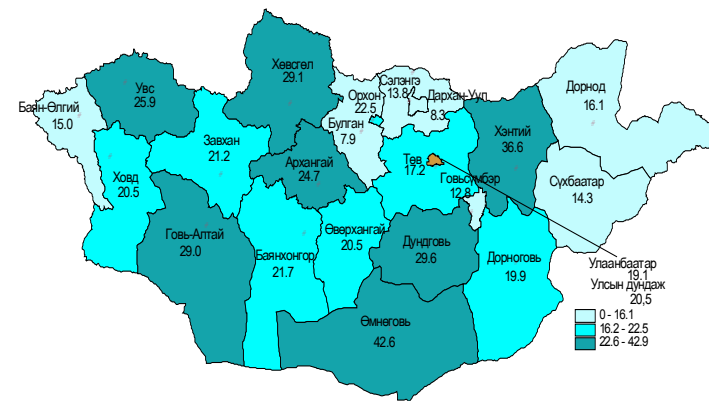 Хөвсгөл
29.1
Увс
25.9
Сэлэнгэ
13.8
Орхон
22.5
Дархан-Уул
8.3
Дорнод
16.1
Баян-Өлгий
15.0
Булган
7.9
Хэнтий
36.6
Завхан
21.2
Архангай
24.7
Төв
17.2
Ховд
20.5
Говьсүмбэр
12.8
Сүхбаатар
14.3
Говь-Алтай
29.0
Өверхангай
20.5
Дундговь
29.6
Баянхонгор
21.7
Дорноговь
19.9
Улаанбаатар
19.1
Улсын дундаж
20,5
Өмнөговь
42.6
0 - 16.1
16.2 - 22.5
22.6 - 42.9